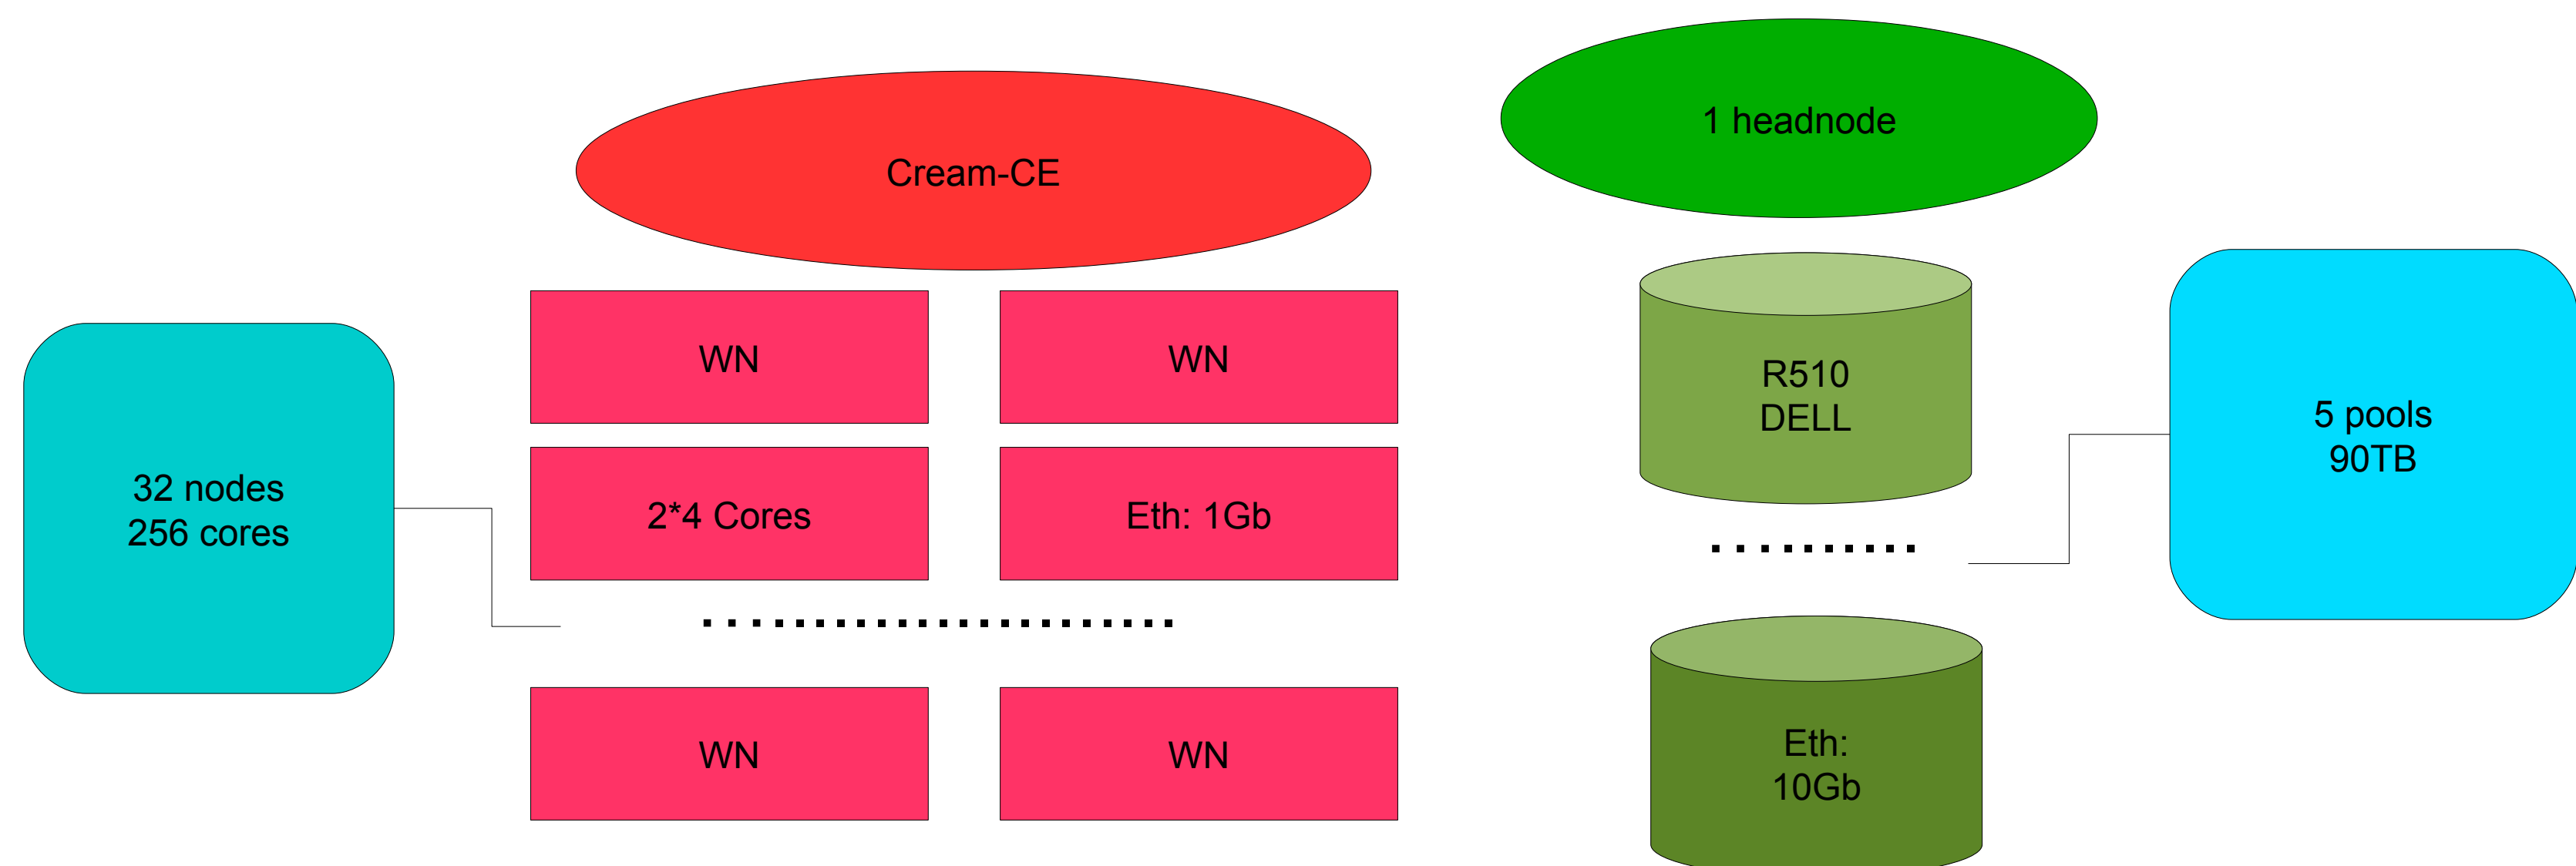 Cream-CE
1 headnode
WN
WN
R510
DELL
32 nodes
256 cores
2*4 Cores
Eth: 1Gb
5 pools
90TB
WN
WN
Eth:
10Gb